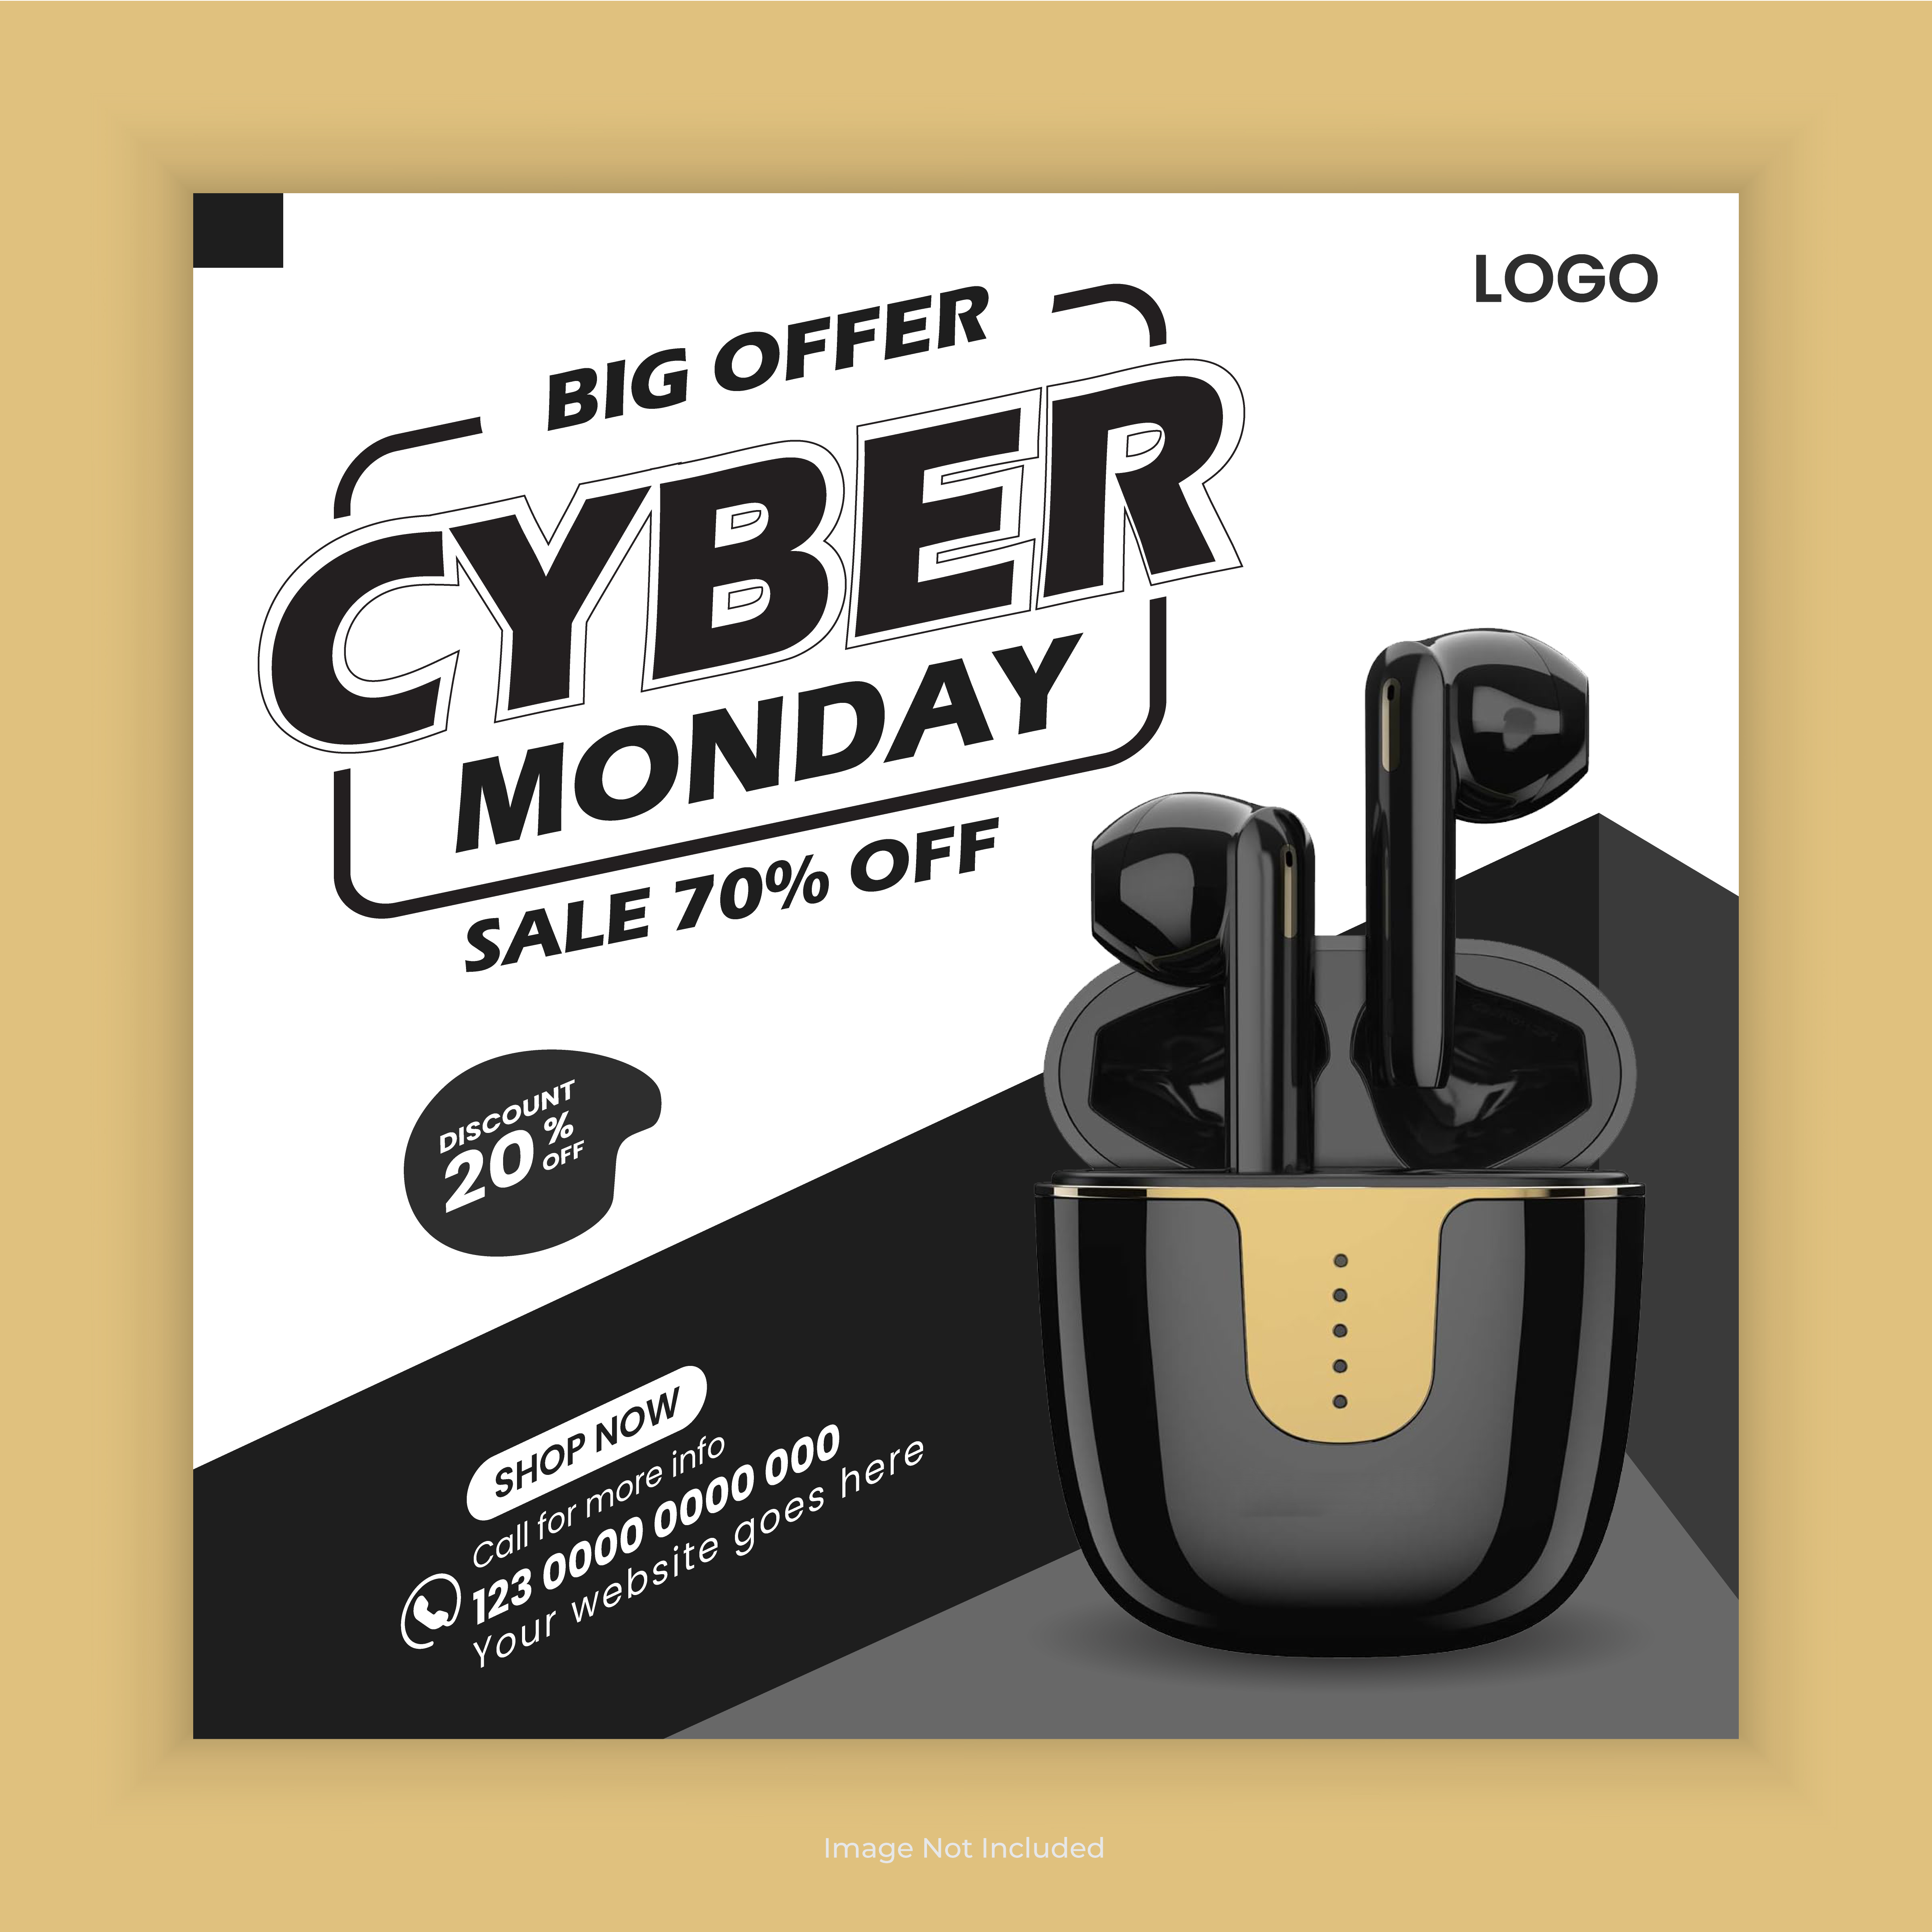 LOGO
BIG OFFER
CYBER
MONDAY
SALE 70% OFF
DISCOUNT
20%
OFF
SHOP NOW
Call for more info
123 0000 0000 000
Your website goes here
Image Not Included